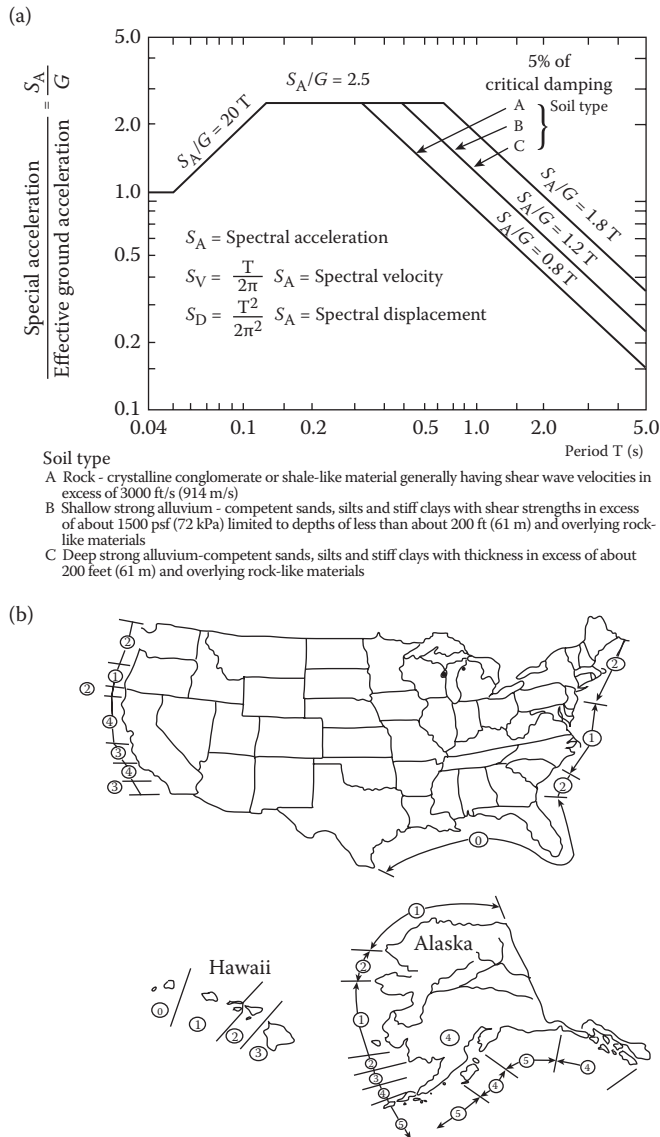 (a)
5.0
2.0
1.0
0.5
0.2
0.1
Special acceleration
Effective ground acceleration
= S_A/G
S_A/G = 20 T
S_A/G = 2.5
5% of
critical damping
A
B
C
Soil type
S_A/G = 1.8 T
S_A/G = 1.2 T
S_A/G = 0.8 T
S_A = Spectral acceleration
S_V = T/2π S_A = Spectral velocity
S_D = T²/2π² S_A = Spectral displacement
0.04 0.1 0.2 0.5 1.0 2.0 5.0
Period T (s)
Soil type
A Rock - crystalline conglomerate or shale-like material generally having shear wave velocities in
excess of 3000 ft/s (914 m/s)
B Shallow strong alluvium - competent sands, silts and stiff clays with shear strengths in excess
of about 1500 psf (72 kPa) limited to depths of less than about 200 ft (61 m) and overlying rock-
like materials
C Deep strong alluvium-competent sands, silts and stiff clays with thickness in excess of about
200 feet (61 m) and overlying rock-like materials
(b)
2
1
2
4
3
4
3
2
1
2
0
Hawaii
0
1
2
3
Alaska
1
2
1
2
3
4
5
4
5
4
5
4